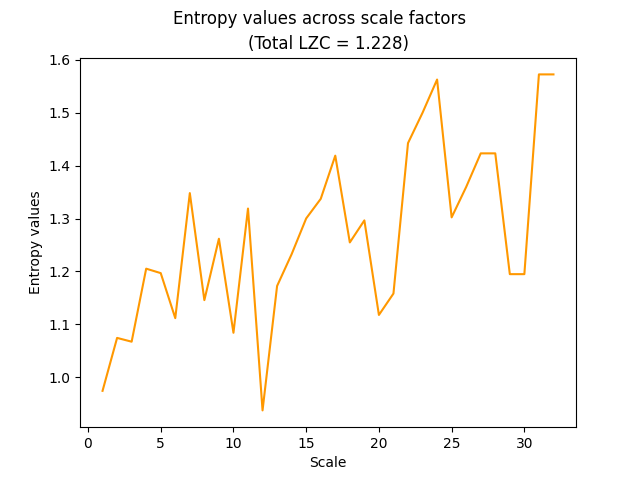 Entropy values across scale factors
(Total LZC = 1.228)
1.6
1.5
1.4
1.3
1.2
1.1
1.0
Entropy values
0 5 10 15 20 25 30
Scale